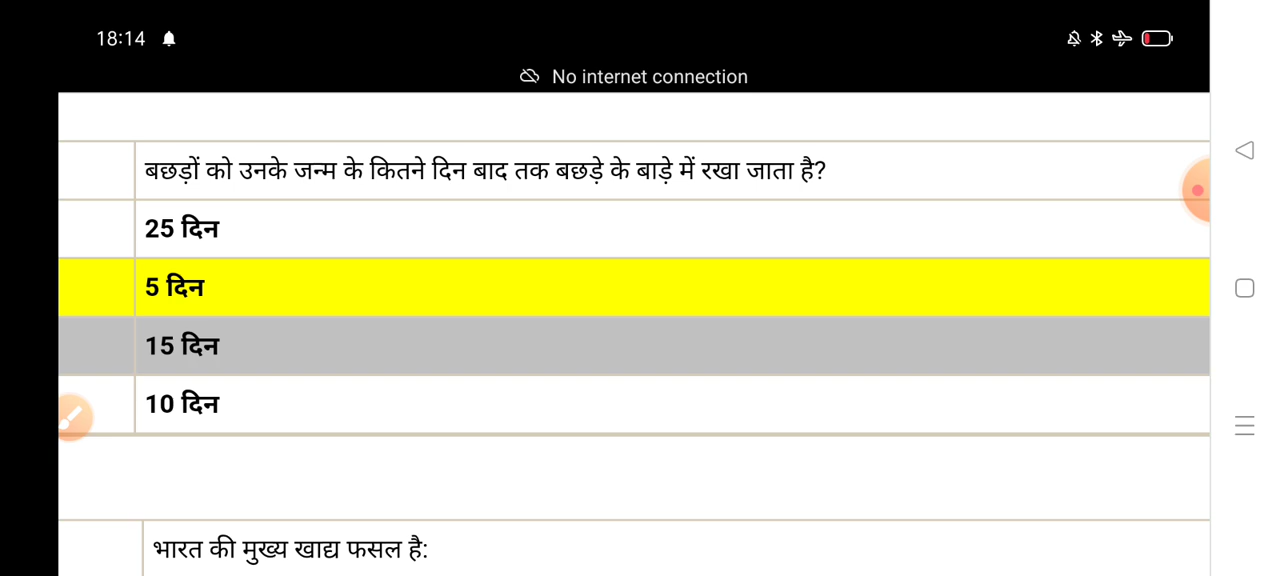 18:14
No internet connection
बछड़ों को उनके जन्म के कितने दिन बाद तक बछड़े के बाड़े में रखा जाता है?
25 दिन
5 दिन
15 दिन
10 दिन
भारत की मुख्य खाद्य फसल है: